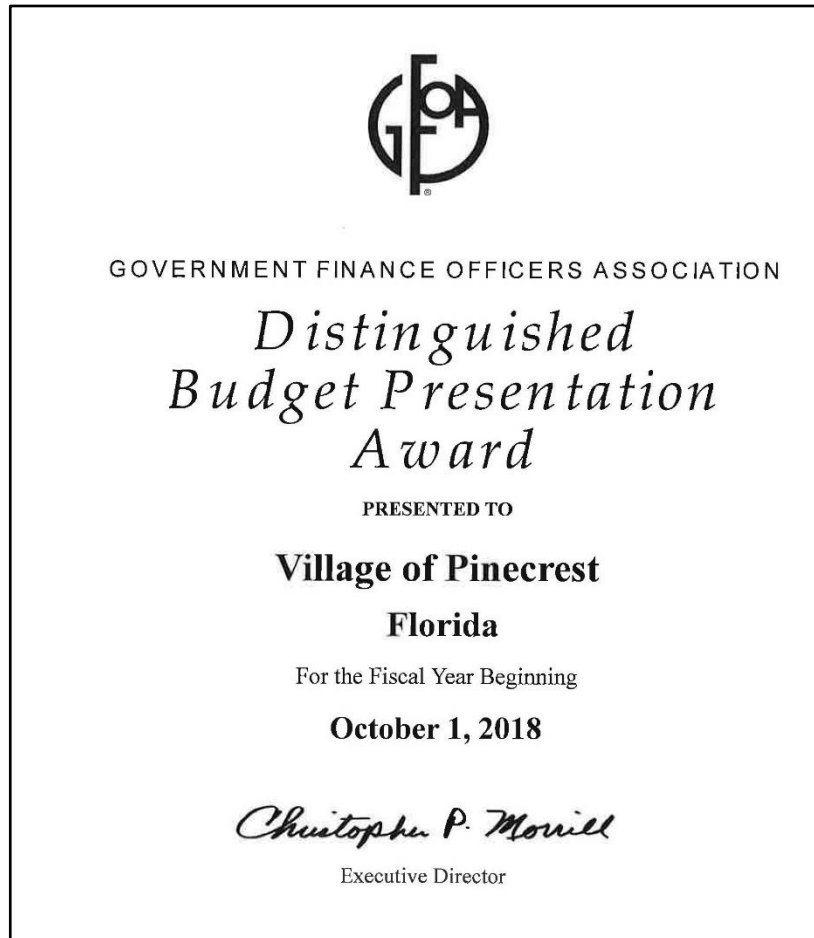 GFOA
®
GOVERNMENT FINANCE OFFICERS ASSOCIATION
Distinguished
Budget Presentation
Award
PRESENTED TO
Village of Pinecrest
Florida
For the Fiscal Year Beginning
October 1, 2018
Christopher P. Morrill
Executive Director